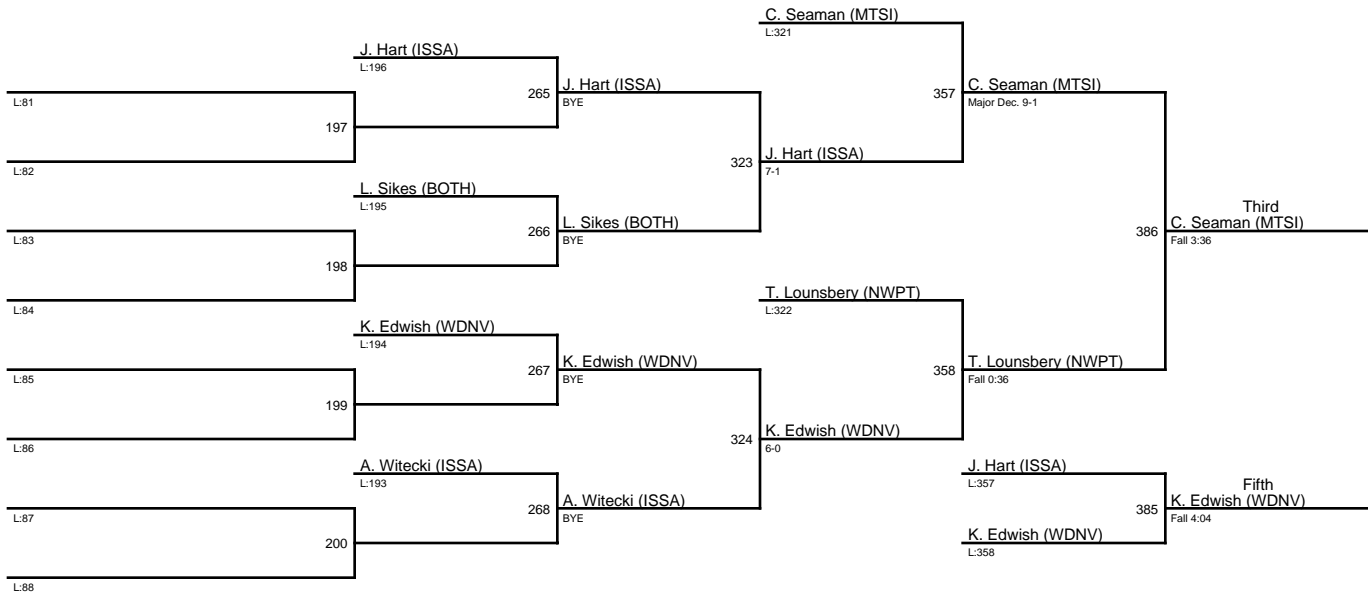 C. Seaman (MTSI)
L:321
J. Hart (ISSA)
L:196
L:81
265
J. Hart (ISSA)
BYE
357
C. Seaman (MTSI)
Major Dec. 9-1
197
L:82
323
J. Hart (ISSA)
7-1
L. Sikes (BOTH)
L:195
L:83
266
L. Sikes (BOTH)
BYE
386
Third
C. Seaman (MTSI)
Fall 3:36
198
L:84
T. Lounsbery (NWPT)
L:322
K. Edwish (WDNV)
L:194
L:85
267
K. Edwish (WDNV)
BYE
358
T. Lounsbery (NWPT)
Fall 0:36
199
L:86
324
K. Edwish (WDNV)
6-0
A. Witecki (ISSA)
L:193
J. Hart (ISSA)
L:357
L:87
268
A. Witecki (ISSA)
BYE
385
Fifth
K. Edwish (WDNV)
Fall 4:04
200
K. Edwish (WDNV)
L:358
L:88